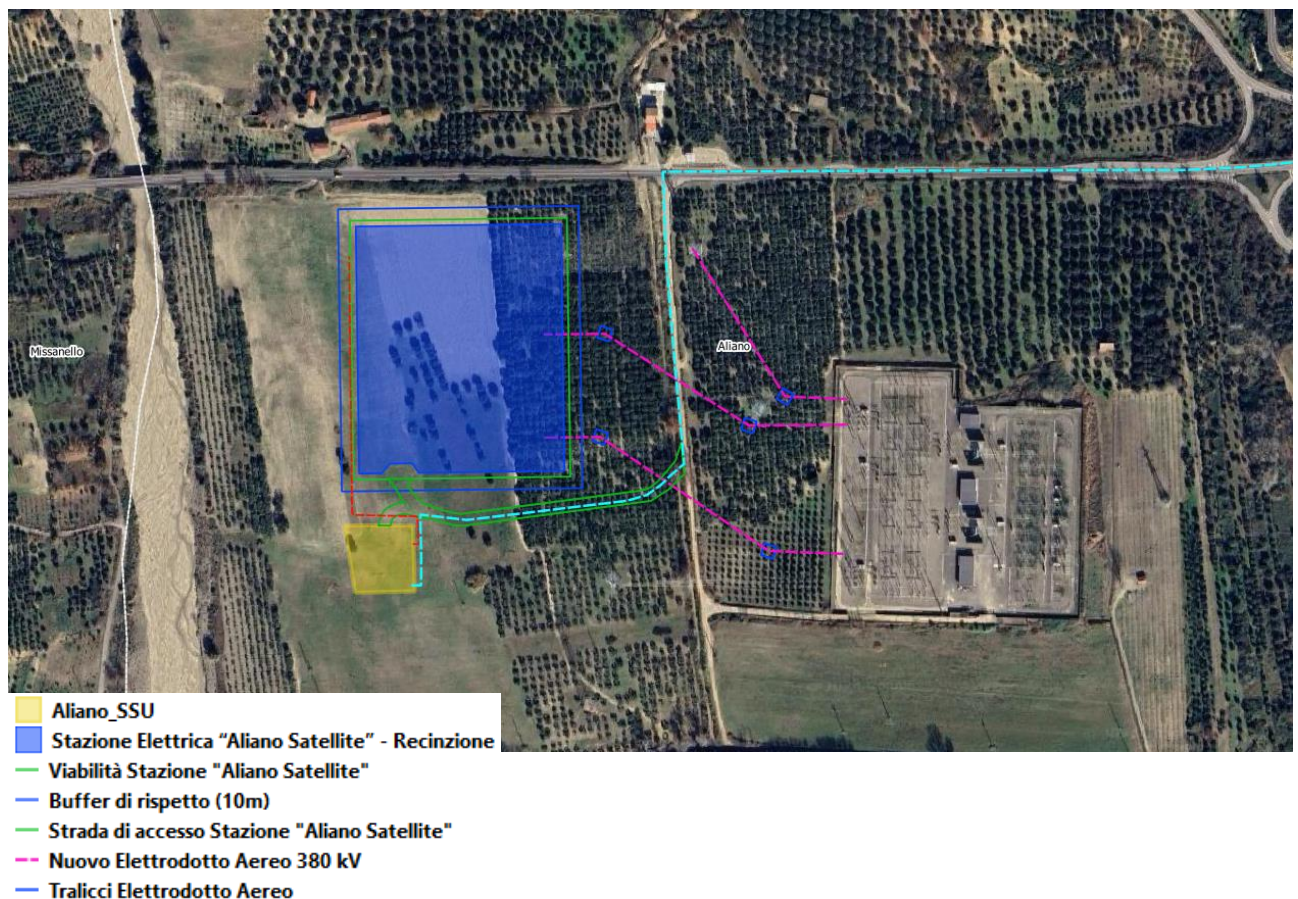 Missanello
Aliano
Aliano_SSU
Stazione Elettrica “Aliano Satellite” - Recinzione
Viabilità Stazione "Aliano Satellite"
Buffer di rispetto (10m)
Strada di accesso Stazione "Aliano Satellite"
Nuovo Elettrodotto Aereo 380 kV
Tralicci Elettrodotto Aereo